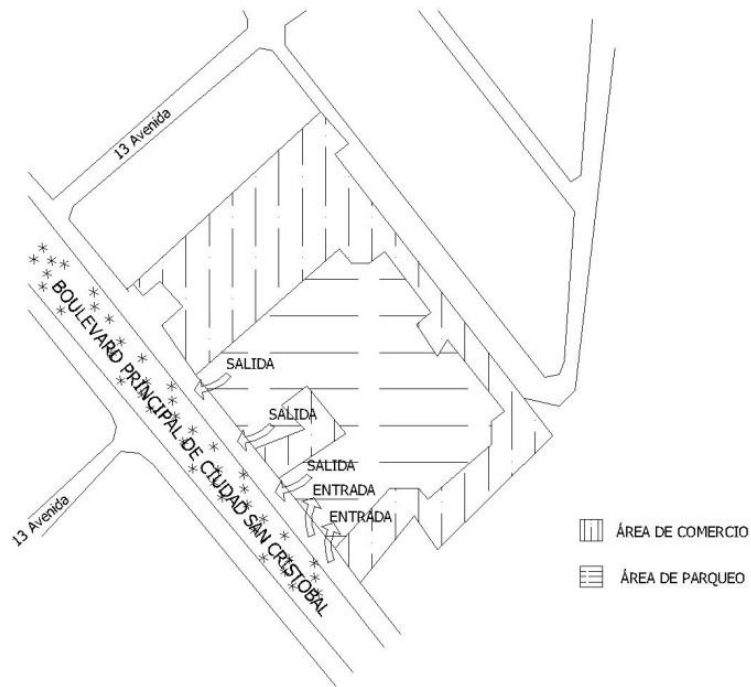 13 Avenida
BOULEVARD PRINCIPAL DE CIUDAD SAN CRISTOBAL
SALIDA
SALIDA
SALIDA
ENTRADA
ENTRADA
13 Avenida
ÁREA DE COMERCIO
ÁREA DE PARQUEO